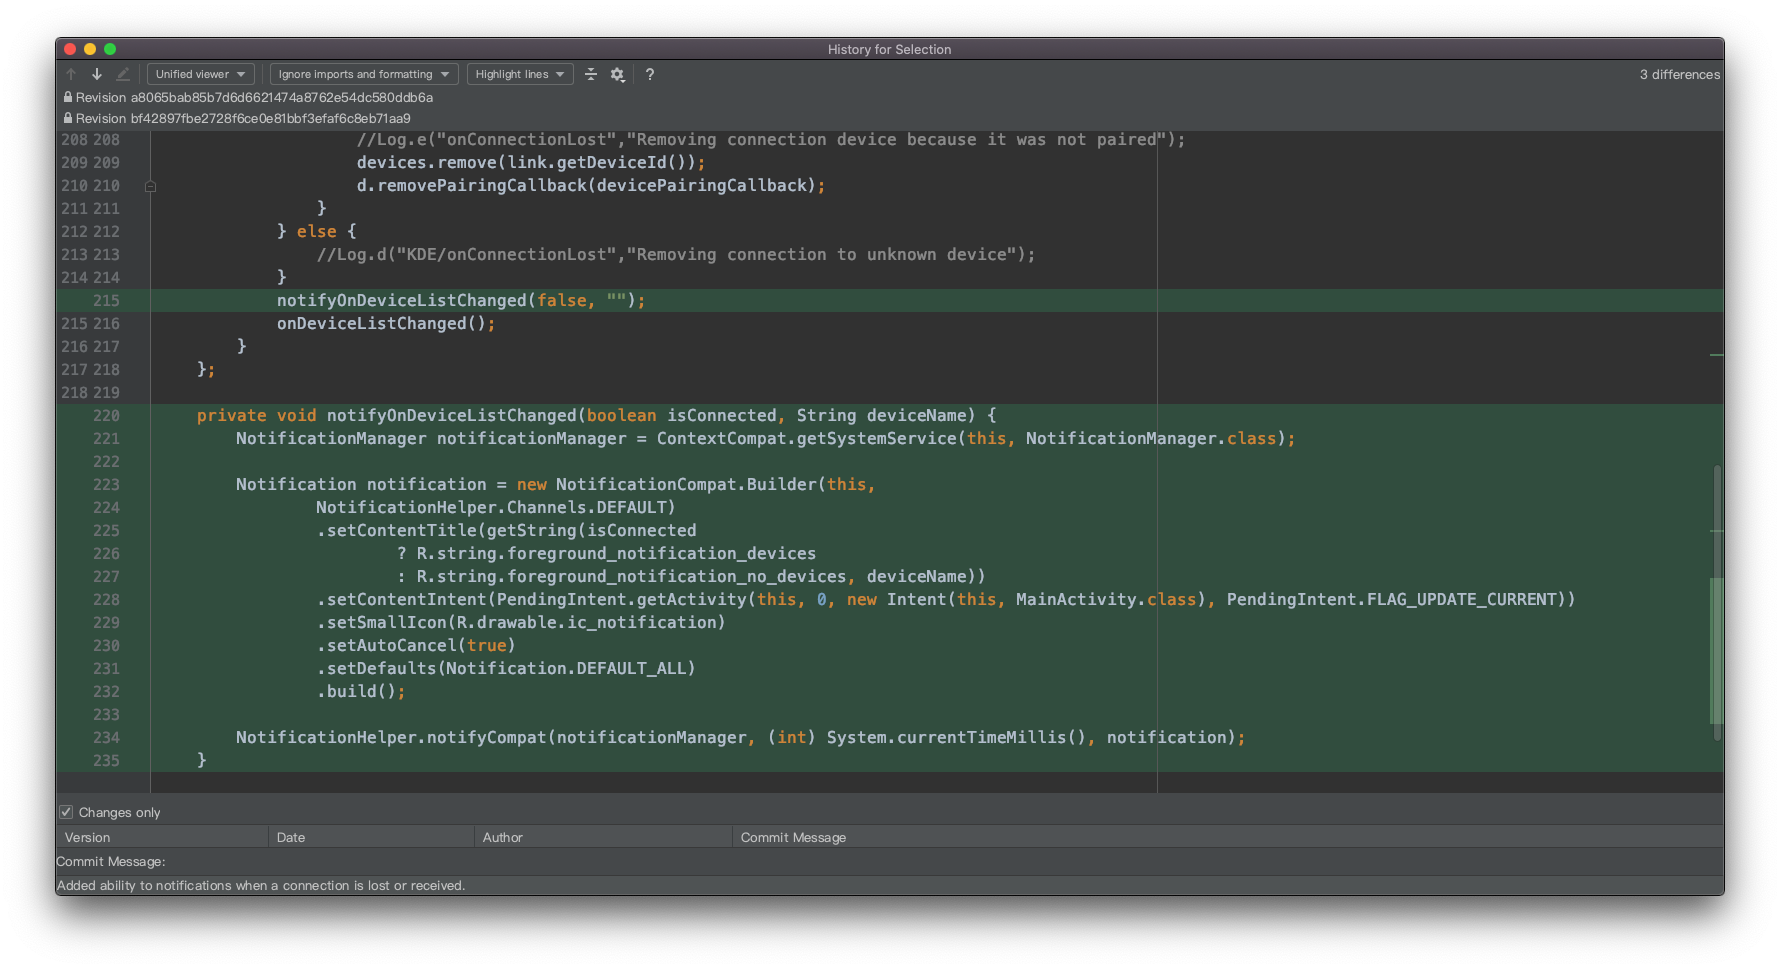 History for Selection
Unified viewer Ignore imports and formatting Highlight lines ? 3 differences
Revision a8065bab85b7d6d6621474a8762e54dc580ddb6a
Revision bf42897fbe2728f6ce0e81bbf3efaf6c8eb71aa9
208 208 //Log.e("onConnectionLost","Removing connection device because it was not paired");
209 209 devices.remove(link.getDeviceId());
210 210 d.removePairingCallback(devicePairingCallback);
211 211 }
212 212 } else {
213 213 //Log.d("KDE/onConnectionLost","Removing connection to unknown device");
214 214 }
215 notifyOnDeviceListChanged(false, "");
215 216 onDeviceListChanged();
216 217 }
217 218 };
218 219
220 private void notifyOnDeviceListChanged(boolean isConnected, String deviceName) {
221 NotificationManager notificationManager = ContextCompat.getSystemService(this, NotificationManager.class);
222
223 Notification notification = new NotificationCompat.Builder(this,
224 NotificationHelper.Channels.DEFAULT)
225 .setContentTitle(getString(isConnected
226 ? R.string.foreground_notification_devices
227 : R.string.foreground_notification_no_devices, deviceName))
228 .setContentIntent(PendingIntent.getActivity(this, 0, new Intent(this, MainActivity.class), PendingIntent.FLAG_UPDATE_CURRENT))
229 .setSmallIcon(R.drawable.ic_notification)
230 .setAutoCancel(true)
231 .setDefaults(Notification.DEFAULT_ALL)
232 .build();
233
234 NotificationHelper.notifyCompat(notificationManager, (int) System.currentTimeMillis(), notification);
235 }
Changes only
Version Date Author Commit Message
Commit Message:
Added ability to notifications when a connection is lost or received.